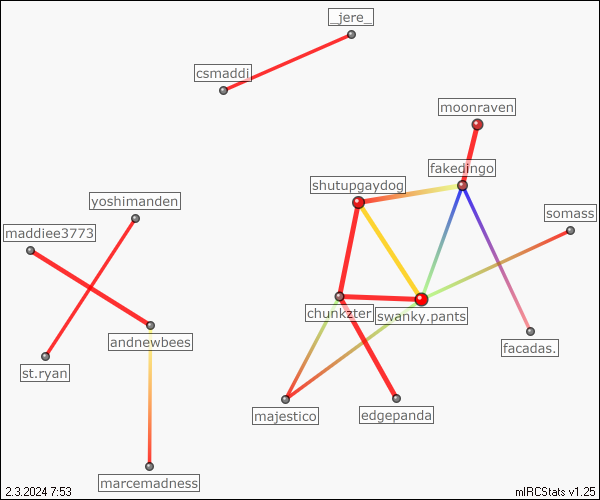 _jere_
csmaddi
moonraven
fakedingo
shutupgaydog
yoshimanden
somass
maddiee3773
chunkzter
swanky.pants
andnewbees
facadas.
st.ryan
majestico
edgepanda
marcemadness
2.3.2024 7:53
mIRCStats v1.25